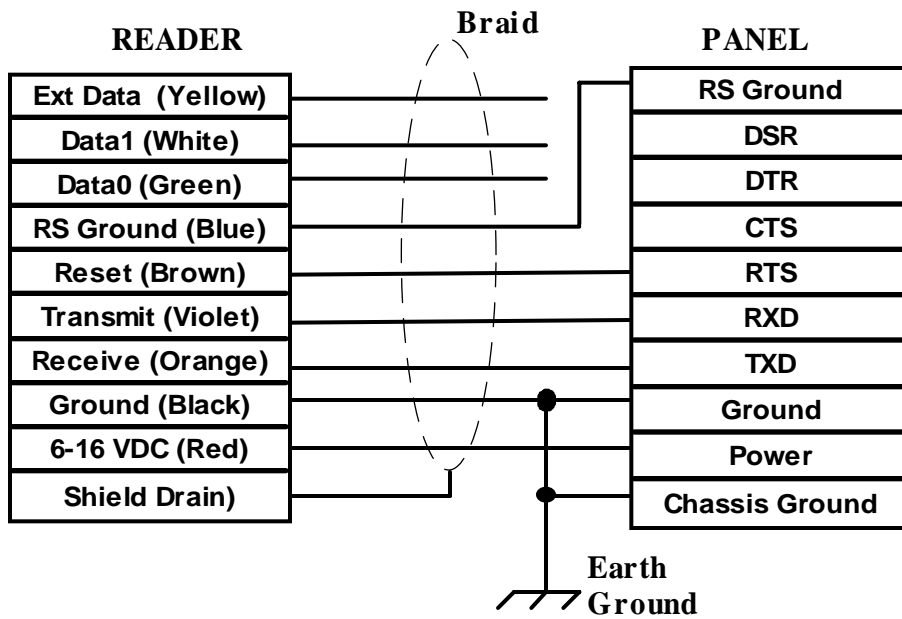 Braid
READER
PANEL
Ext Data (Yellow)
Data1 (White)
Data0 (Green)
RS Ground (Blue)
Reset (Brown)
Transmit (Violet)
Receive (Orange)
Ground (Black)
6-16 VDC (Red)
Shield Drain)
RS Ground
DSR
DTR
CTS
RTS
RXD
TXD
Ground
Power
Chassis Ground
Earth
Ground